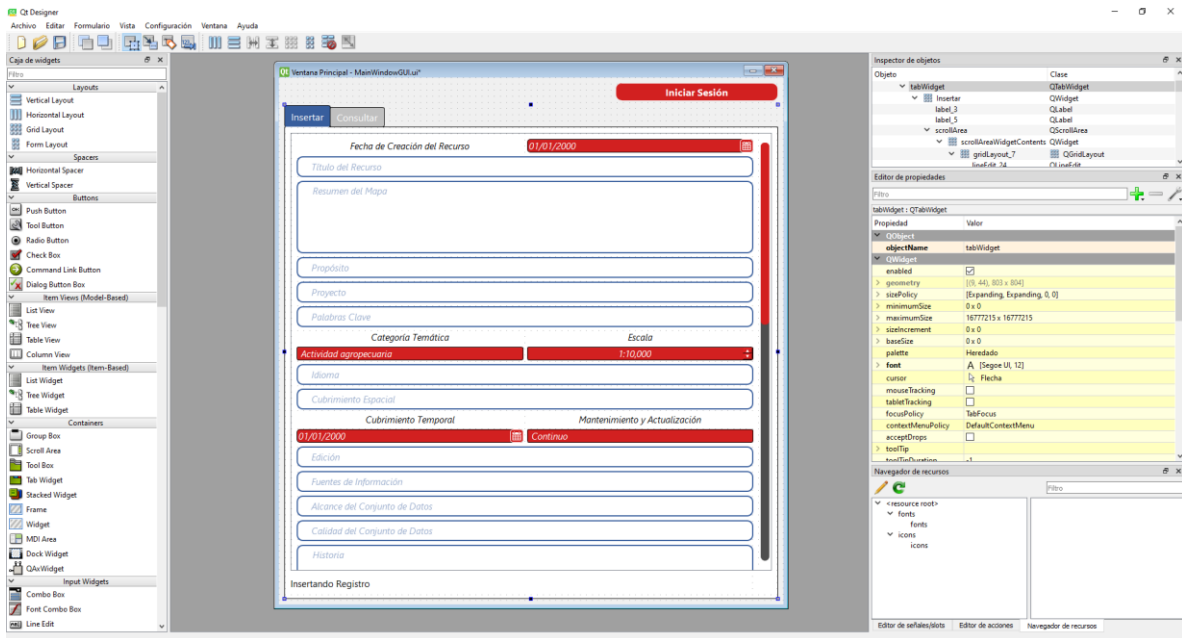 Qt Designer
Archivo Editar Formulario Vista Configuración Ventana Ayuda
Caja de widgets
Filtro
Layouts
Vertical Layout
Horizontal Layout
Grid Layout
Form Layout
Spacers
Horizontal Spacer
Vertical Spacer
Buttons
Push Button
Tool Button
Radio Button
Check Box
Command Link Button
Dialog Button Box
Item Views (Model-Based)
List View
Tree View
Table View
Column View
Item Widgets (Item-Based)
List Widget
Tree Widget
Table Widget
Containers
Group Box
Scroll Area
Tool Box
Tab Widget
Stacked Widget
Frame
Widget
MDI Area
Dock Widget
QAxWidget
Input Widgets
Combo Box
Font Combo Box
Line Edit
Qt Ventana Principal - MainWindowGUI.ui*
Iniciar Sesión
Insertar Consultar
Fecha de Creación del Recurso 01/01/2000
Título del Recurso
Resumen del Mapa
Propósito
Proyecto
Palabras Clave
Categoría Temática Escala
Actividad agropecuaria 1:10,000
Idioma
Cubrimiento Espacial
Cubrimiento Temporal Mantenimiento y Actualización
01/01/2000 Continuo
Edición
Fuentes de Información
Alcance del Conjunto de Datos
Calidad del Conjunto de Datos
Historia
Insertando Registro
Inspector de objetos
Objeto Clase
tabWidget QTabWidget
Insertar QWidget
label_3 QLabel
label_5 QLabel
scrollArea QScrollArea
scrollAreaWidgetContents QWidget
gridLayout_7 QGridLayout
lineEdit_24 QLineEdit
Editor de propiedades
Filtro
tabWidget : QTabWidget
Propiedad Valor
QObject
objectName tabWidget
QWidget
enabled
geometry [(9, 44), 803 x 804]
sizePolicy [Expanding, Expanding, 0, 0]
minimumSize 0 x 0
maximumSize 16777215 x 16777215
sizeIncrement 0 x 0
baseSize 0 x 0
palette Heredado
font A [Segoe UI, 12]
cursor Flecha
mouseTracking
tabletTracking
focusPolicy TabFocus
contextMenuPolicy DefaultContextMenu
acceptDrops
toolTip
toolTipDuration -1
Navegador de recursos
Filtro
<resource root>
fonts
fonts
icons
icons
Editor de señales/slots Editor de acciones Navegador de recursos